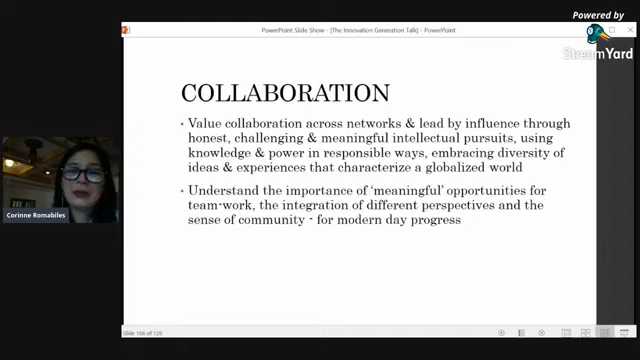 Powered by
StreamYard
PowerPoint Slide Show - [The Innovation Generation Talk] - PowerPoint
COLLABORATION
• Value collaboration across networks & lead by influence through
honest, challenging & meaningful intellectual pursuits, using
knowledge & power in responsible ways, embracing diversity of
ideas & experiences that characterize a globalized world
• Understand the importance of 'meaningful' opportunities for
team-work, the integration of different perspectives and the
sense of community - for modern day progress
Corinne Romabiles
Slide 106 of 128